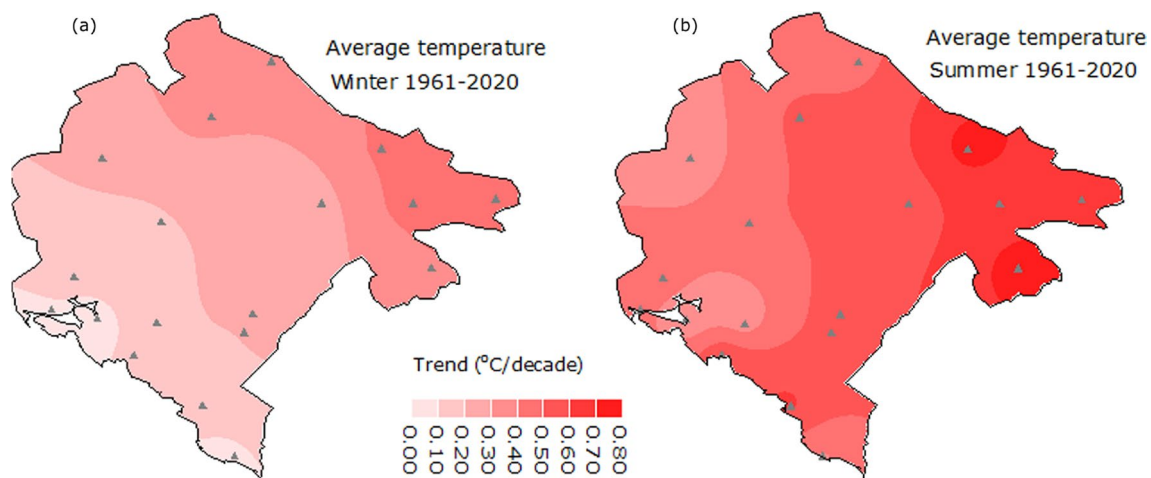 (a)
Average temperature
Winter 1961-2020
(b)
Average temperature
Summer 1961-2020
Trend (°C/decade)
0.00
0.10
0.20
0.30
0.40
0.50
0.60
0.70
0.80